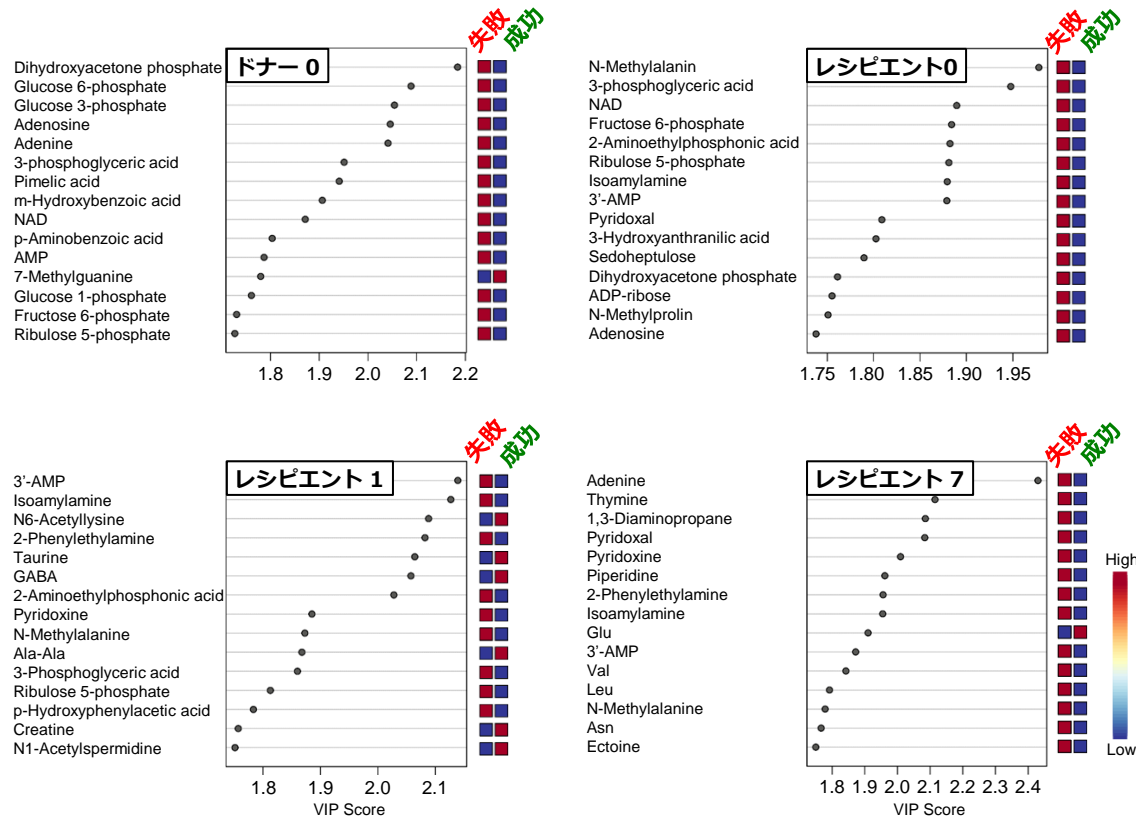 失敗 成功
ドナー 0
Dihydroxyacetone phosphate
Glucose 6-phosphate
Glucose 3-phosphate
Adenosine
Adenine
3-phosphoglyceric acid
Pimelic acid
m-Hydroxybenzoic acid
NAD
p-Aminobenzoic acid
AMP
7-Methylguanine
Glucose 1-phosphate
Fructose 6-phosphate
Ribulose 5-phosphate
1.8 1.9 2.0 2.1 2.2
失敗 成功
レシピエント0
N-Methylalanin
3-phosphoglyceric acid
NAD
Fructose 6-phosphate
2-Aminoethylphosphonic acid
Ribulose 5-phosphate
Isoamylamine
3'-AMP
Pyridoxal
3-Hydroxyanthranilic acid
Sedoheptulose
Dihydroxyacetone phosphate
ADP-ribose
N-Methylprolin
Adenosine
1.75 1.80 1.85 1.90 1.95
失敗 成功
レシピエント 1
3'-AMP
Isoamylamine
N6-Acetyllysine
2-Phenylethylamine
Taurine
GABA
2-Aminoethylphosphonic acid
Pyridoxine
N-Methylalanine
Ala-Ala
3-Phosphoglyceric acid
Ribulose 5-phosphate
p-Hydroxyphenylacetic acid
Creatine
N1-Acetylspermidine
1.8 1.9 2.0 2.1
VIP Score
失敗 成功
レシピエント 7
Adenine
Thymine
1,3-Diaminopropane
Pyridoxal
Pyridoxine
Piperidine
2-Phenylethylamine
Isoamylamine
Glu
3'-AMP
Val
Leu
N-Methylalanine
Asn
Ectoine
1.8 1.9 2.0 2.1 2.2 2.3 2.4
VIP Score
High
Low